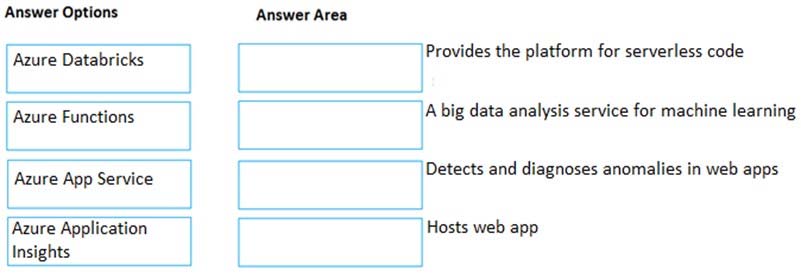 Answer Options
Answer Area
Azure Databricks
Provides the platform for serverless code
Azure Functions
A big data analysis service for machine learning
Azure App Service
Detects and diagnoses anomalies in web apps
Azure Application
Insights
Hosts web app